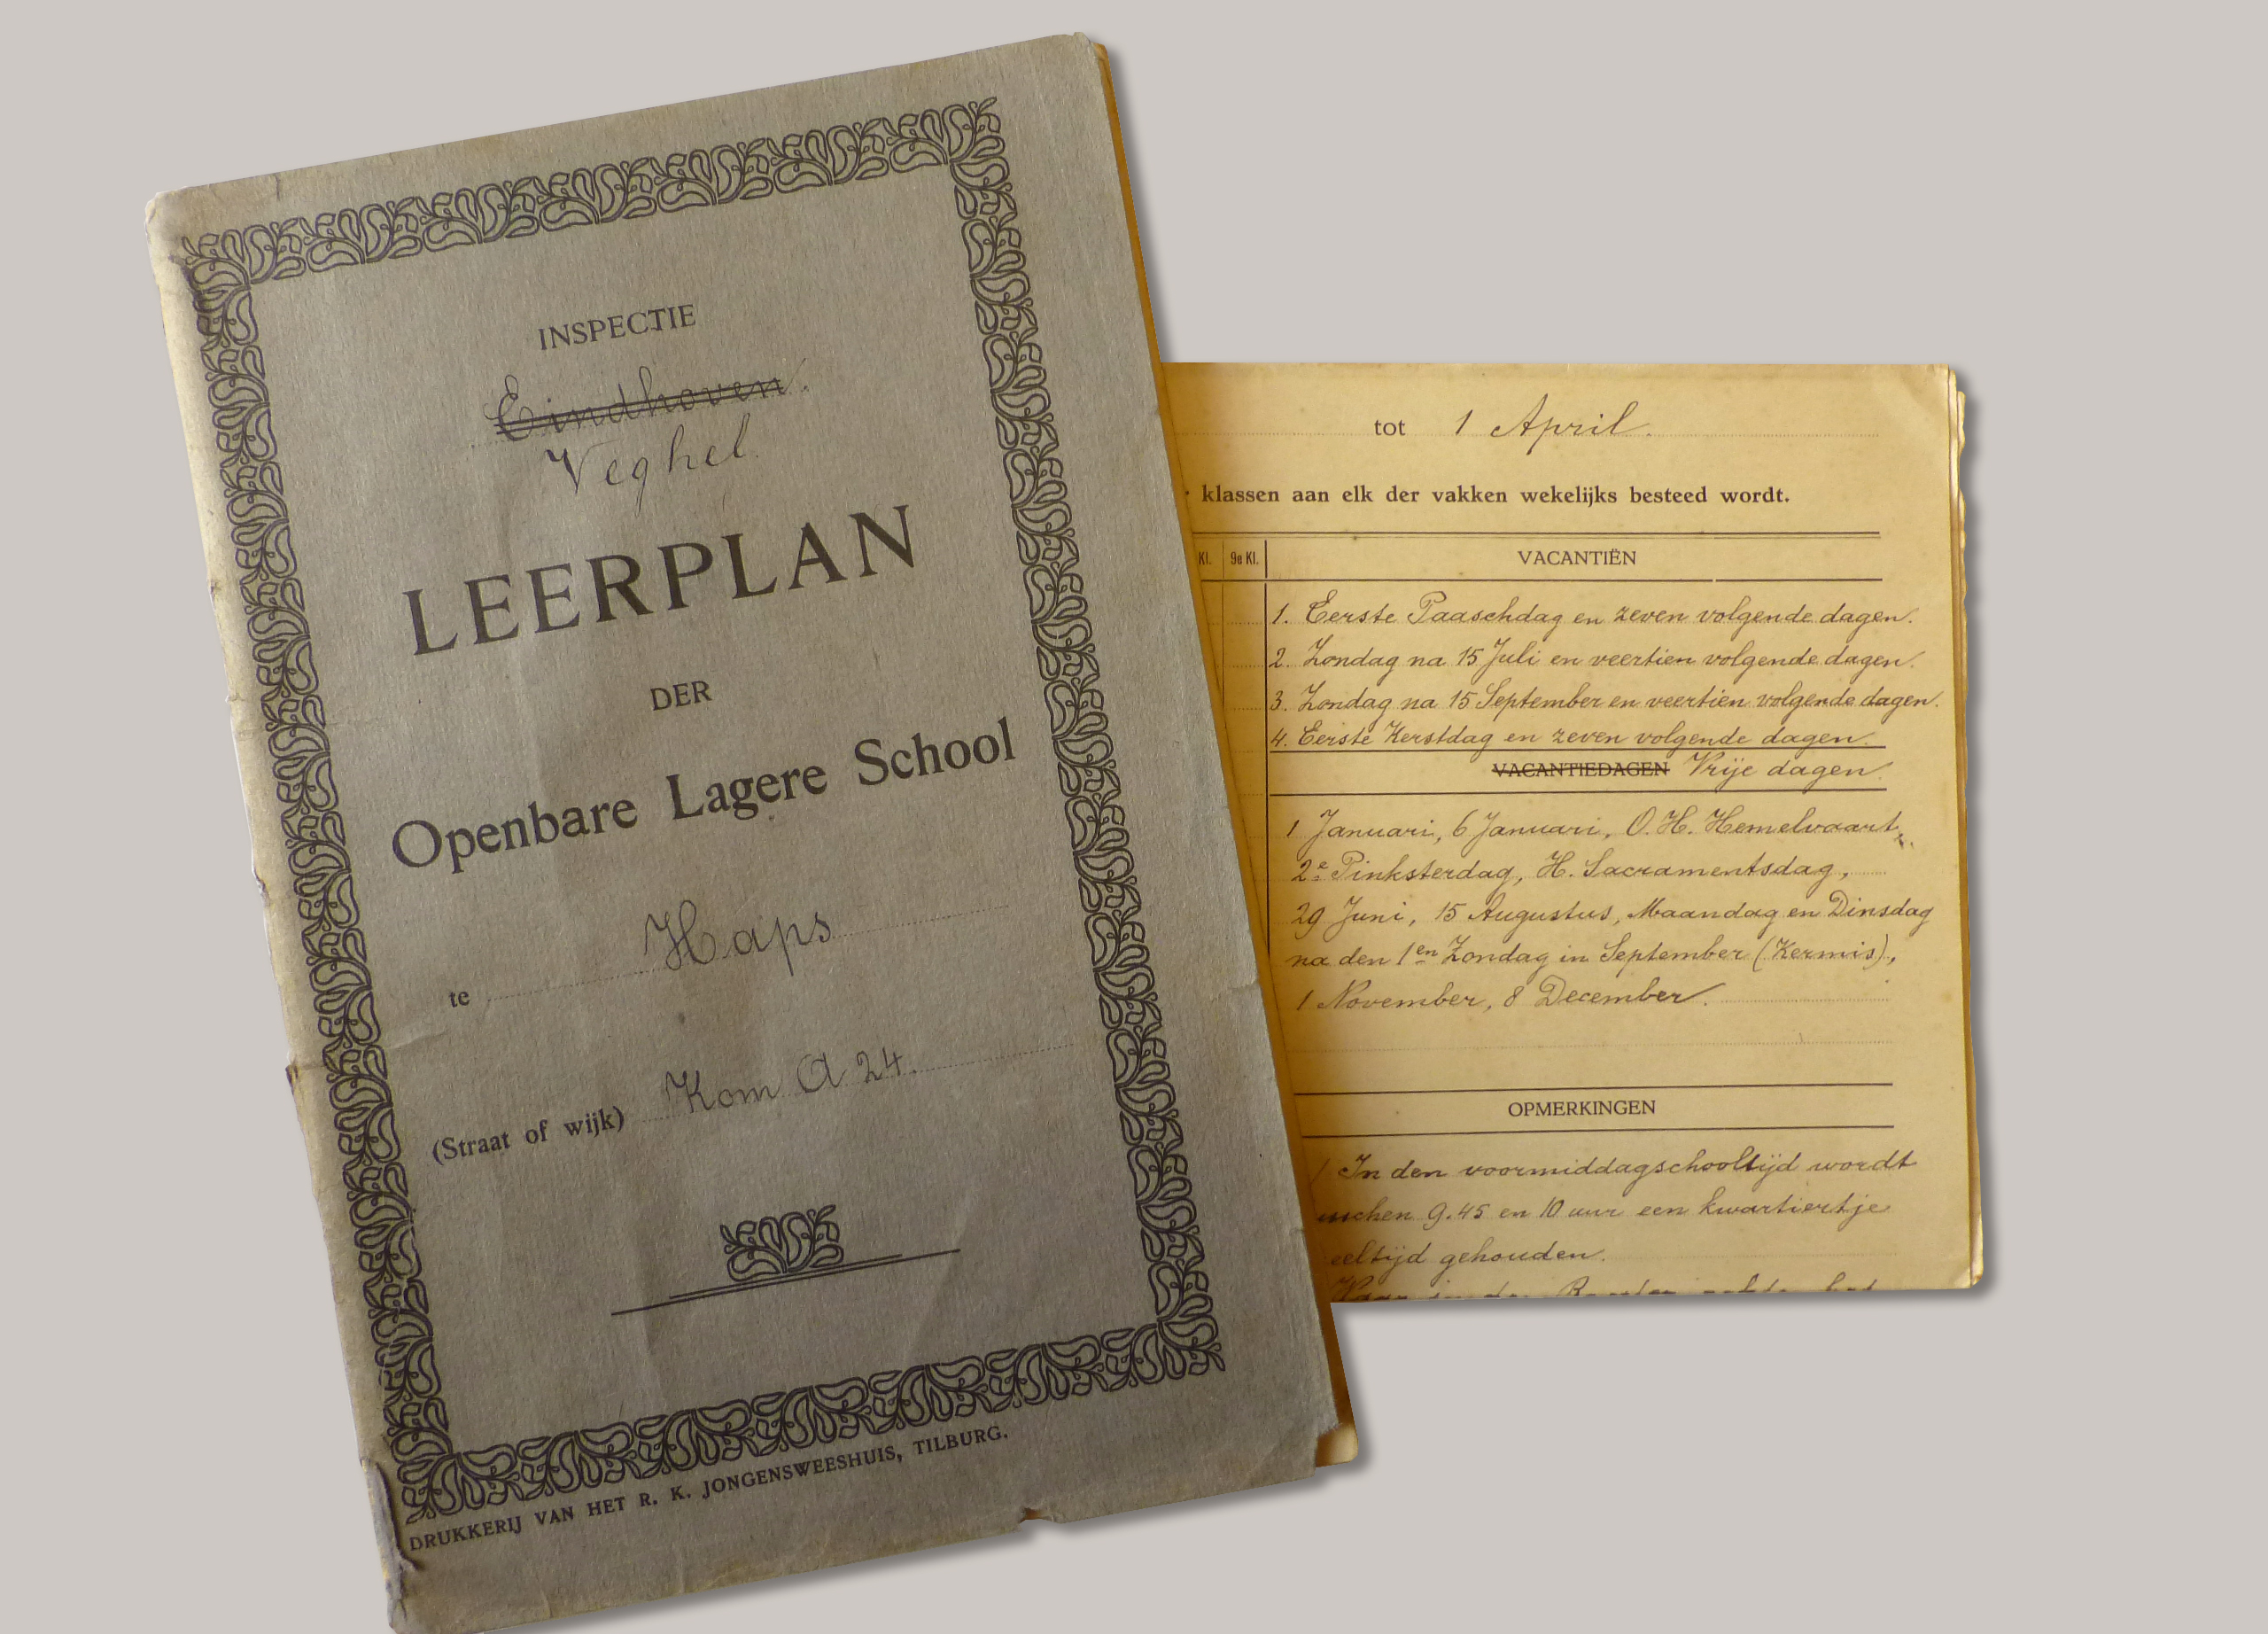 INSPECTIE
Eindhoven.
Veghel.
LEERPLAN
DER
Openbare Lagere School
te Haps
(Straat of wijk) Kom A 24.
DRUKKERIJ VAN HET R. K. JONGENSWEESHUIS, TILBURG.
tot 1 April.
klassen aan elk der vakken wekelijks besteed wordt.
Kl. 9e Kl. VACANTIËN
1. Eerste Paaschdag en zeven volgende dagen.
2. Zondag na 15 Juli en veertien volgende dagen.
3. Zondag na 15 September en veertien volgende dagen.
4. Eerste Kerstdag en zeven volgende dagen.
VACANTIEDAGEN Vrije dagen.
1 Januari, 6 Januari, O.H. Hemelvaart,
2e Pinksterdag, H. Sacramentsdag,
29 Juni, 15 Augustus, Maandag en Dinsdag
na den 1en Zondag in September (Kermis),
1 November, 8 December.
OPMERKINGEN
In den voormiddagschooltijd wordt
sschen 9.45 en 10 uur een kwartiertje
eeltijd gehouden.